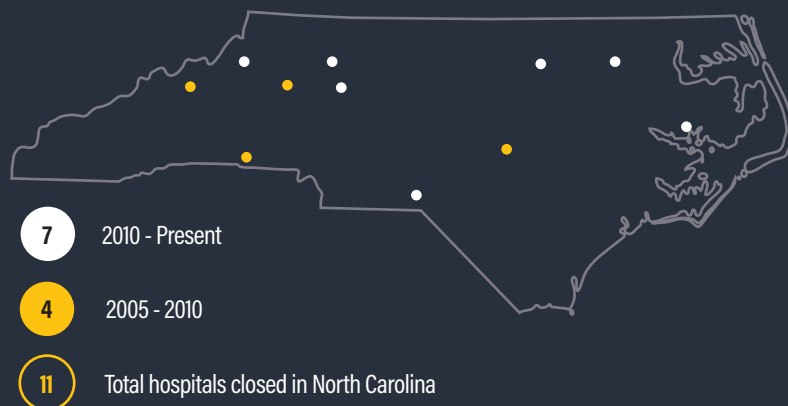 7 2010 - Present
4 2005 - 2010
11 Total hospitals closed in North Carolina